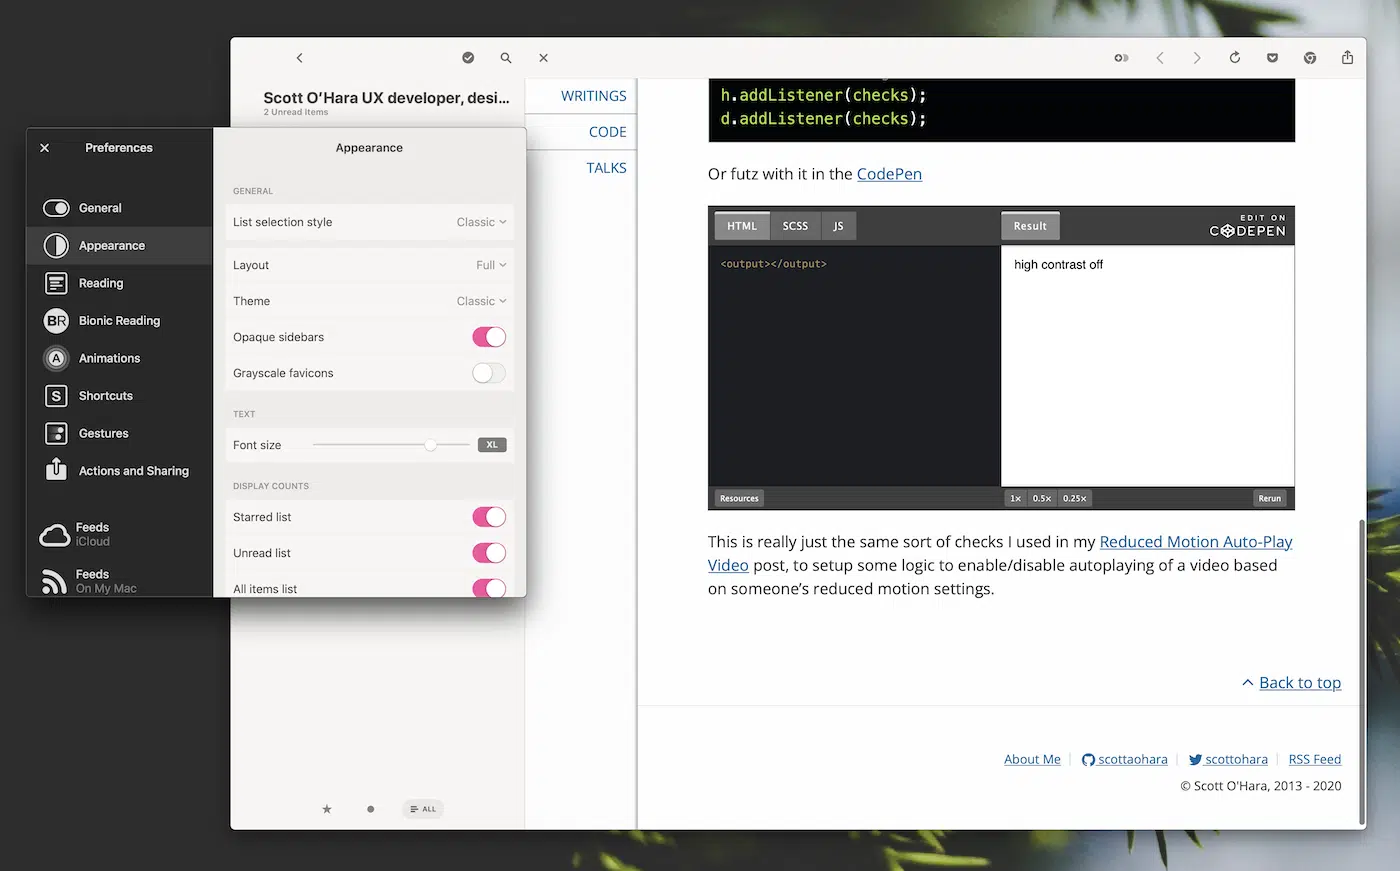 Scott O'Hara UX developer, desi...
2 Unread Items
Preferences
General
Appearance
Reading
BR Bionic Reading
A Animations
S Shortcuts
Gestures
Actions and Sharing
Feeds
iCloud
Feeds
On My Mac
Appearance
GENERAL
List selection style Classic
Layout Full
Theme Classic
Opaque sidebars
Grayscale favicons
TEXT
Font size XL
DISPLAY COUNTS
Starred list
Unread list
All items list
ALL
WRITINGS
CODE
TALKS
h.addListener(checks);
d.addListener(checks);
Or futz with it in the CodePen
HTML SCSS JS Result EDIT ON
CODEPEN
<output></output>
high contrast off
Resources 1× 0.5× 0.25× Rerun
This is really just the same sort of checks I used in my Reduced Motion Auto-Play
Video post, to setup some logic to enable/disable autoplaying of a video based
on someone’s reduced motion settings.
Back to top
About Me scottaohara scottohara RSS Feed
© Scott O'Hara, 2013 - 2020